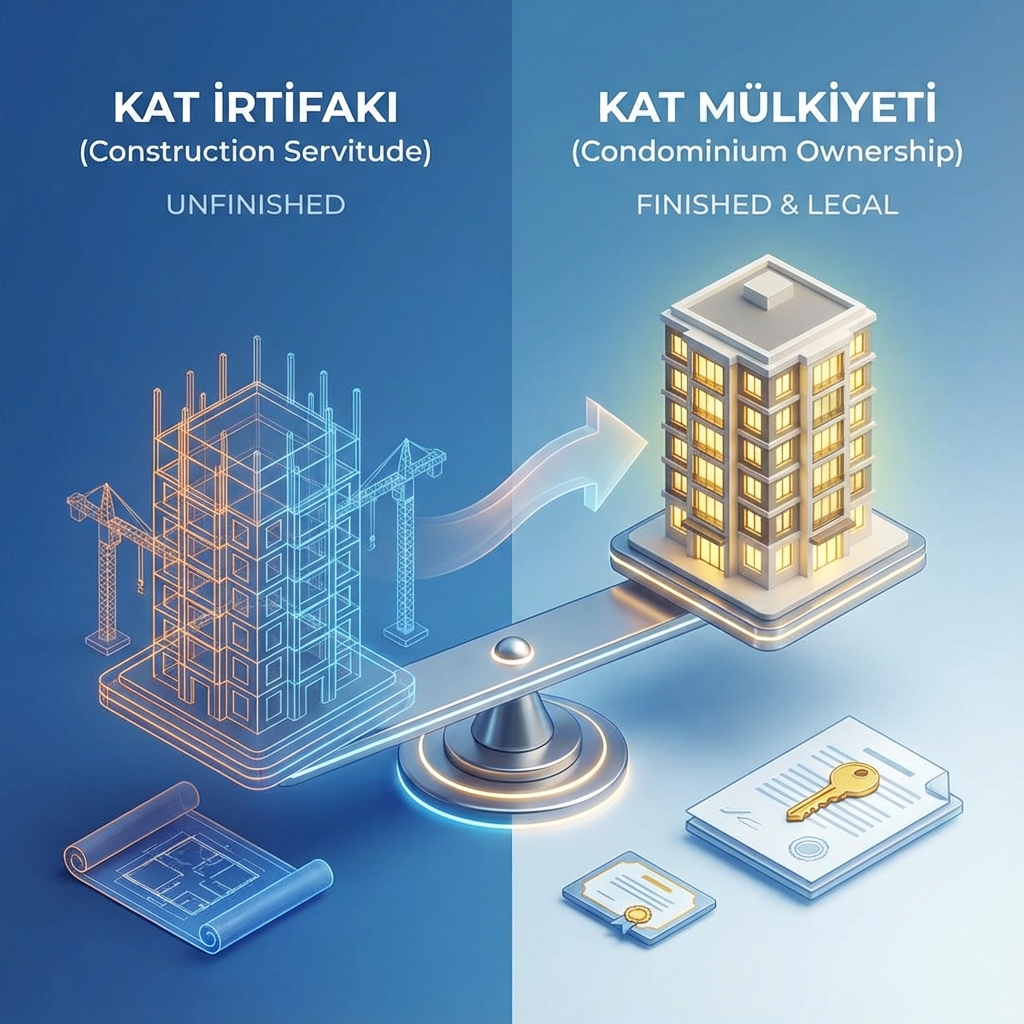 KAT İRTİFAKI
(Construction Servitude)
UNFINISHED
KAT MÜLKİYETİ
(Condominium Ownership)
FINISHED & LEGAL